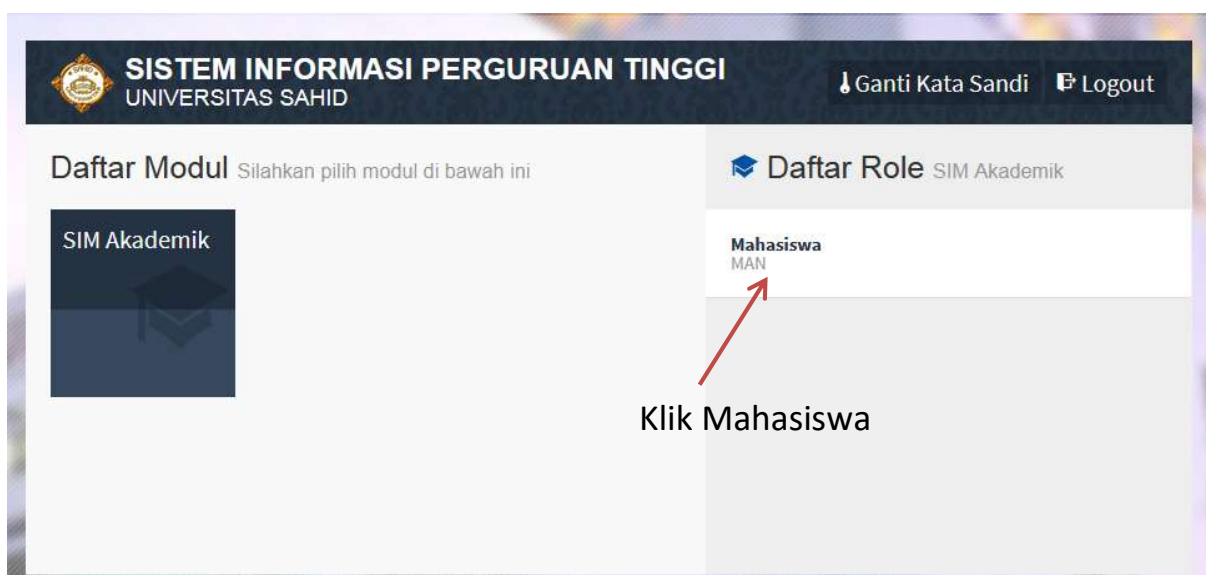 SISTEM INFORMASI PERGURUAN TINGGI
UNIVERSITAS SAHID
Ganti Kata Sandi
Logout
Daftar Modul Silahkan pilih modul di bawah ini
SIM Akademik
Daftar Role SIM Akademik
Mahasiswa
MAN
Klik Mahasiswa